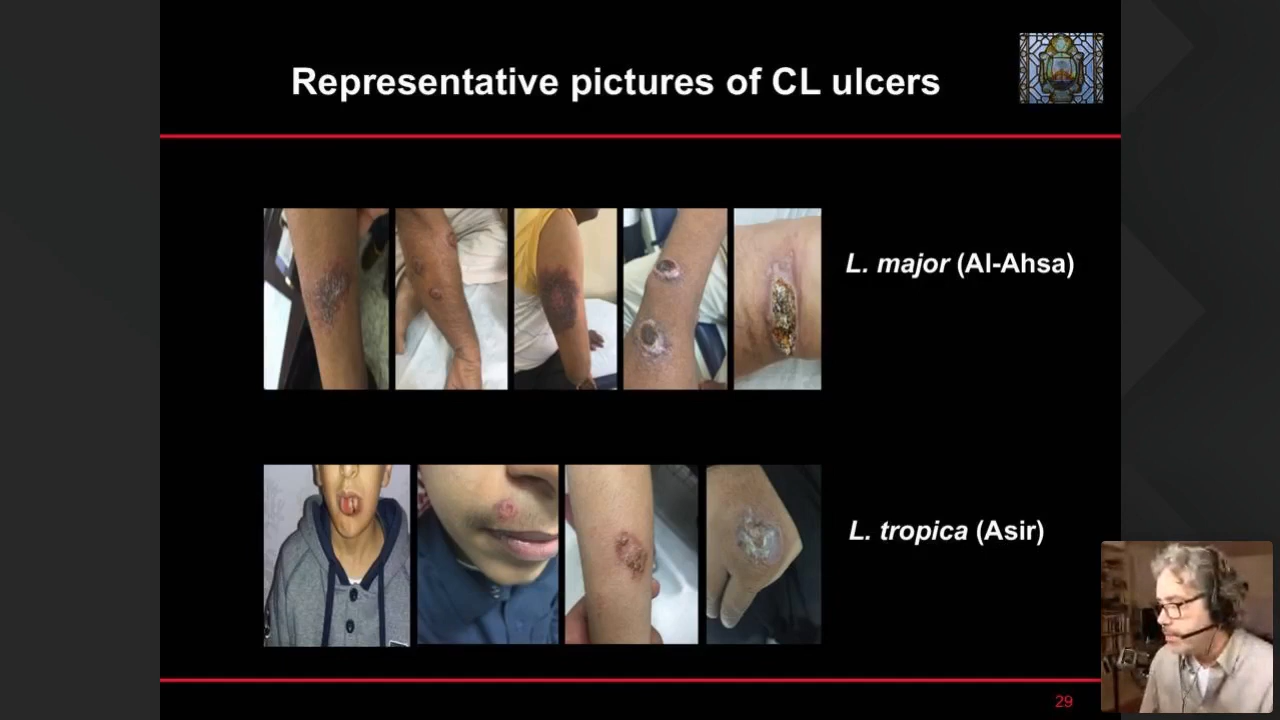 Representative pictures of CL ulcers
L. major (Al-Ahsa)
L. tropica (Asir)
29